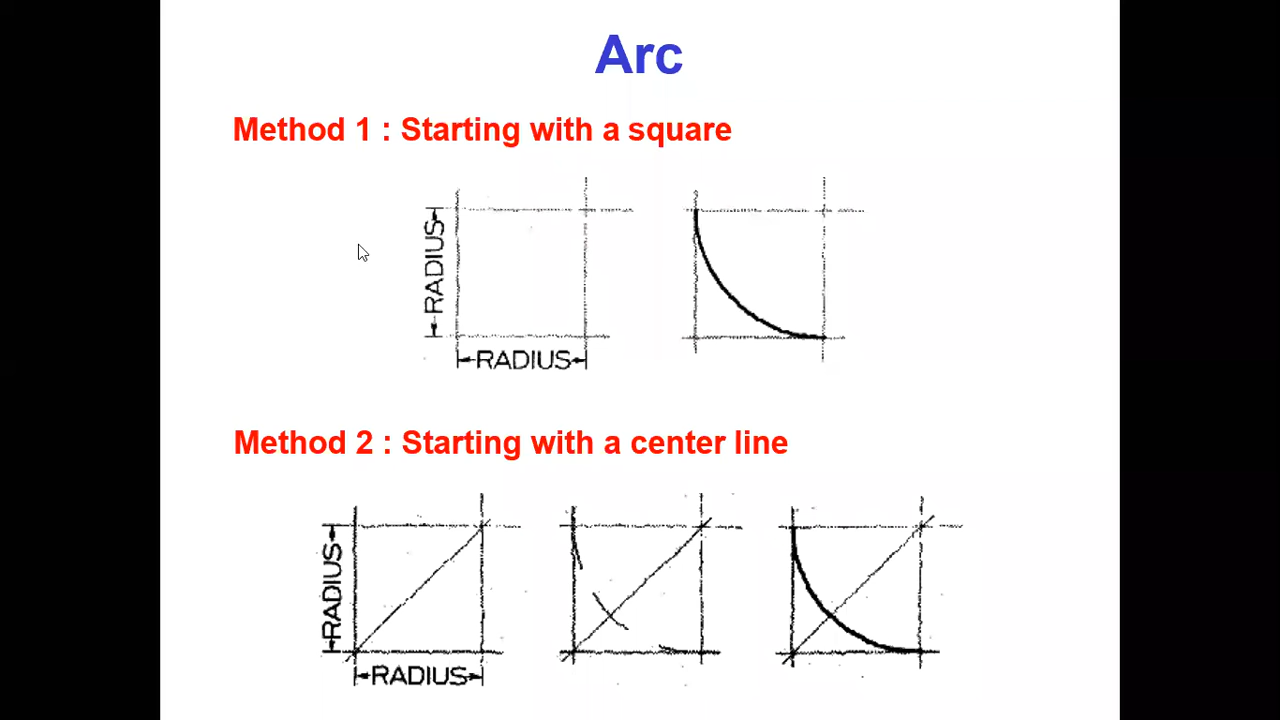 Arc
Method 1 : Starting with a square
RADIUS
RADIUS
Method 2 : Starting with a center line
RADIUS
RADIUS